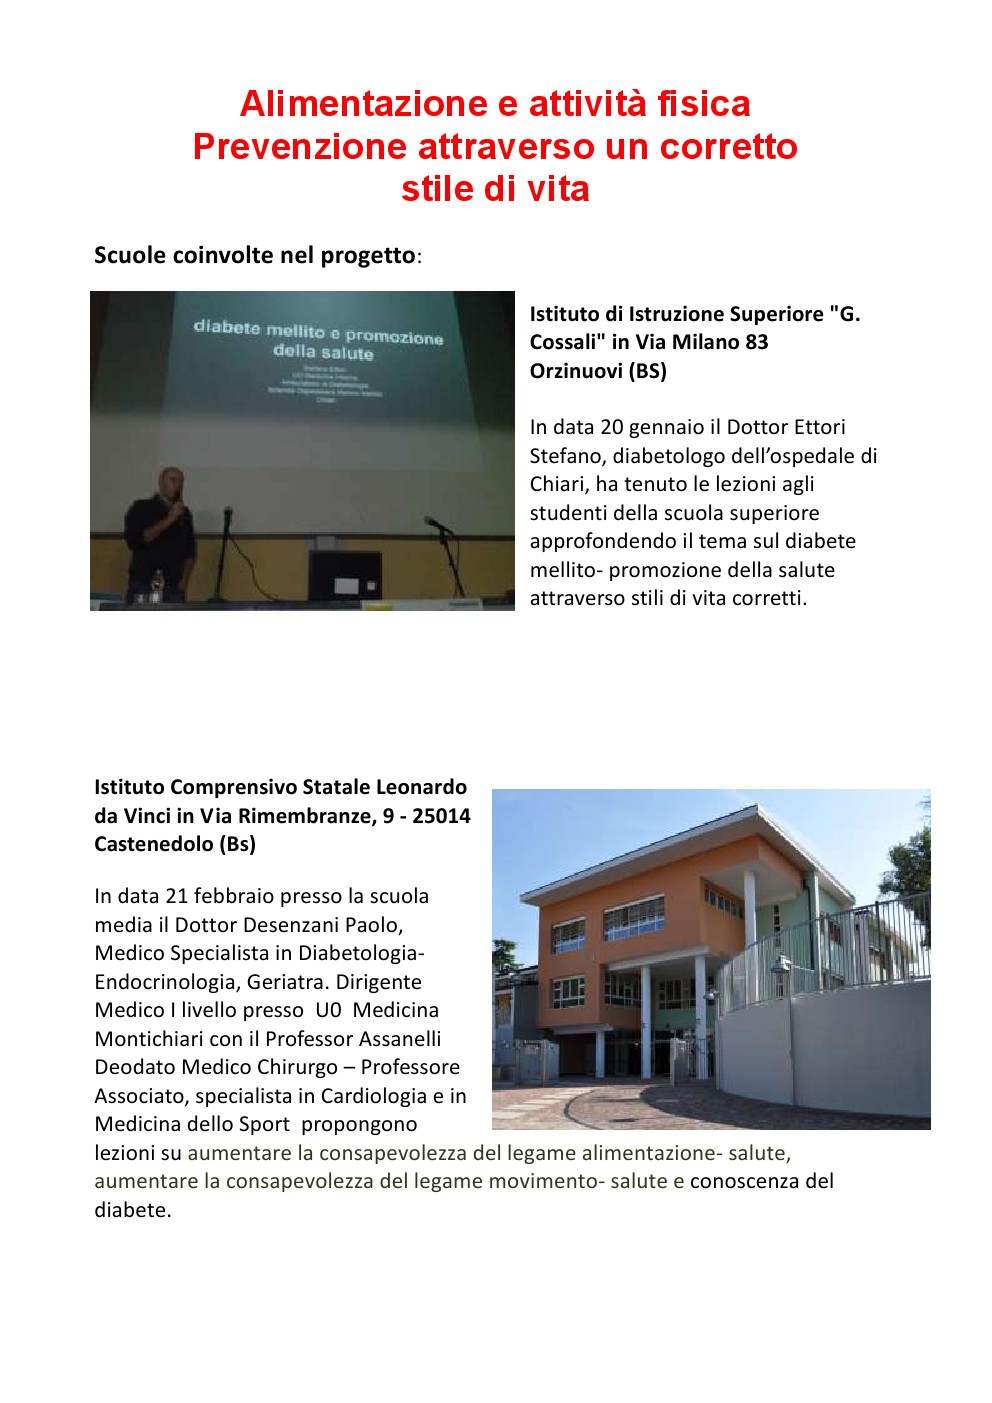 Alimentazione e attività fisica
Prevenzione attraverso un corretto
stile di vita
Scuole coinvolte nel progetto:
diabete mellito e promozione
della salute
Istituto di Istruzione Superiore "G.
Cossali" in Via Milano 83
Orzinuovi (BS)
In data 20 gennaio il Dottor Ettori
Stefano, diabetologo dell’ospedale di
Chiari, ha tenuto le lezioni agli
studenti della scuola superiore
approfondendo il tema sul diabete
mellito- promozione della salute
attraverso stili di vita corretti.
Istituto Comprensivo Statale Leonardo
da Vinci in Via Rimembranze, 9 - 25014
Castenedolo (Bs)
In data 21 febbraio presso la scuola
media il Dottor Desenzani Paolo,
Medico Specialista in Diabetologia-
Endocrinologia, Geriatra. Dirigente
Medico I livello presso  U0  Medicina
Montichiari con il Professor Assanelli
Deodato Medico Chirurgo – Professore
Associato, specialista in Cardiologia e in
Medicina dello Sport  propongono
lezioni su aumentare la consapevolezza del legame alimentazione- salute,
aumentare la consapevolezza del legame movimento- salute e conoscenza del
diabete.